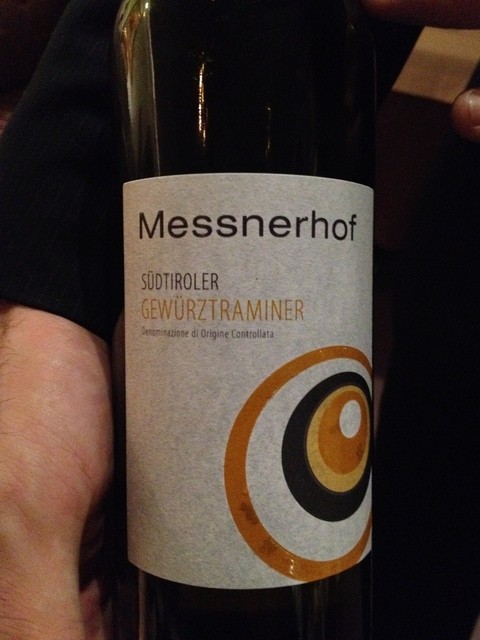 Messnerhof
SÜDTIROLER
GEWÜRZTRAMINER
Denominazione di Origine Controllata